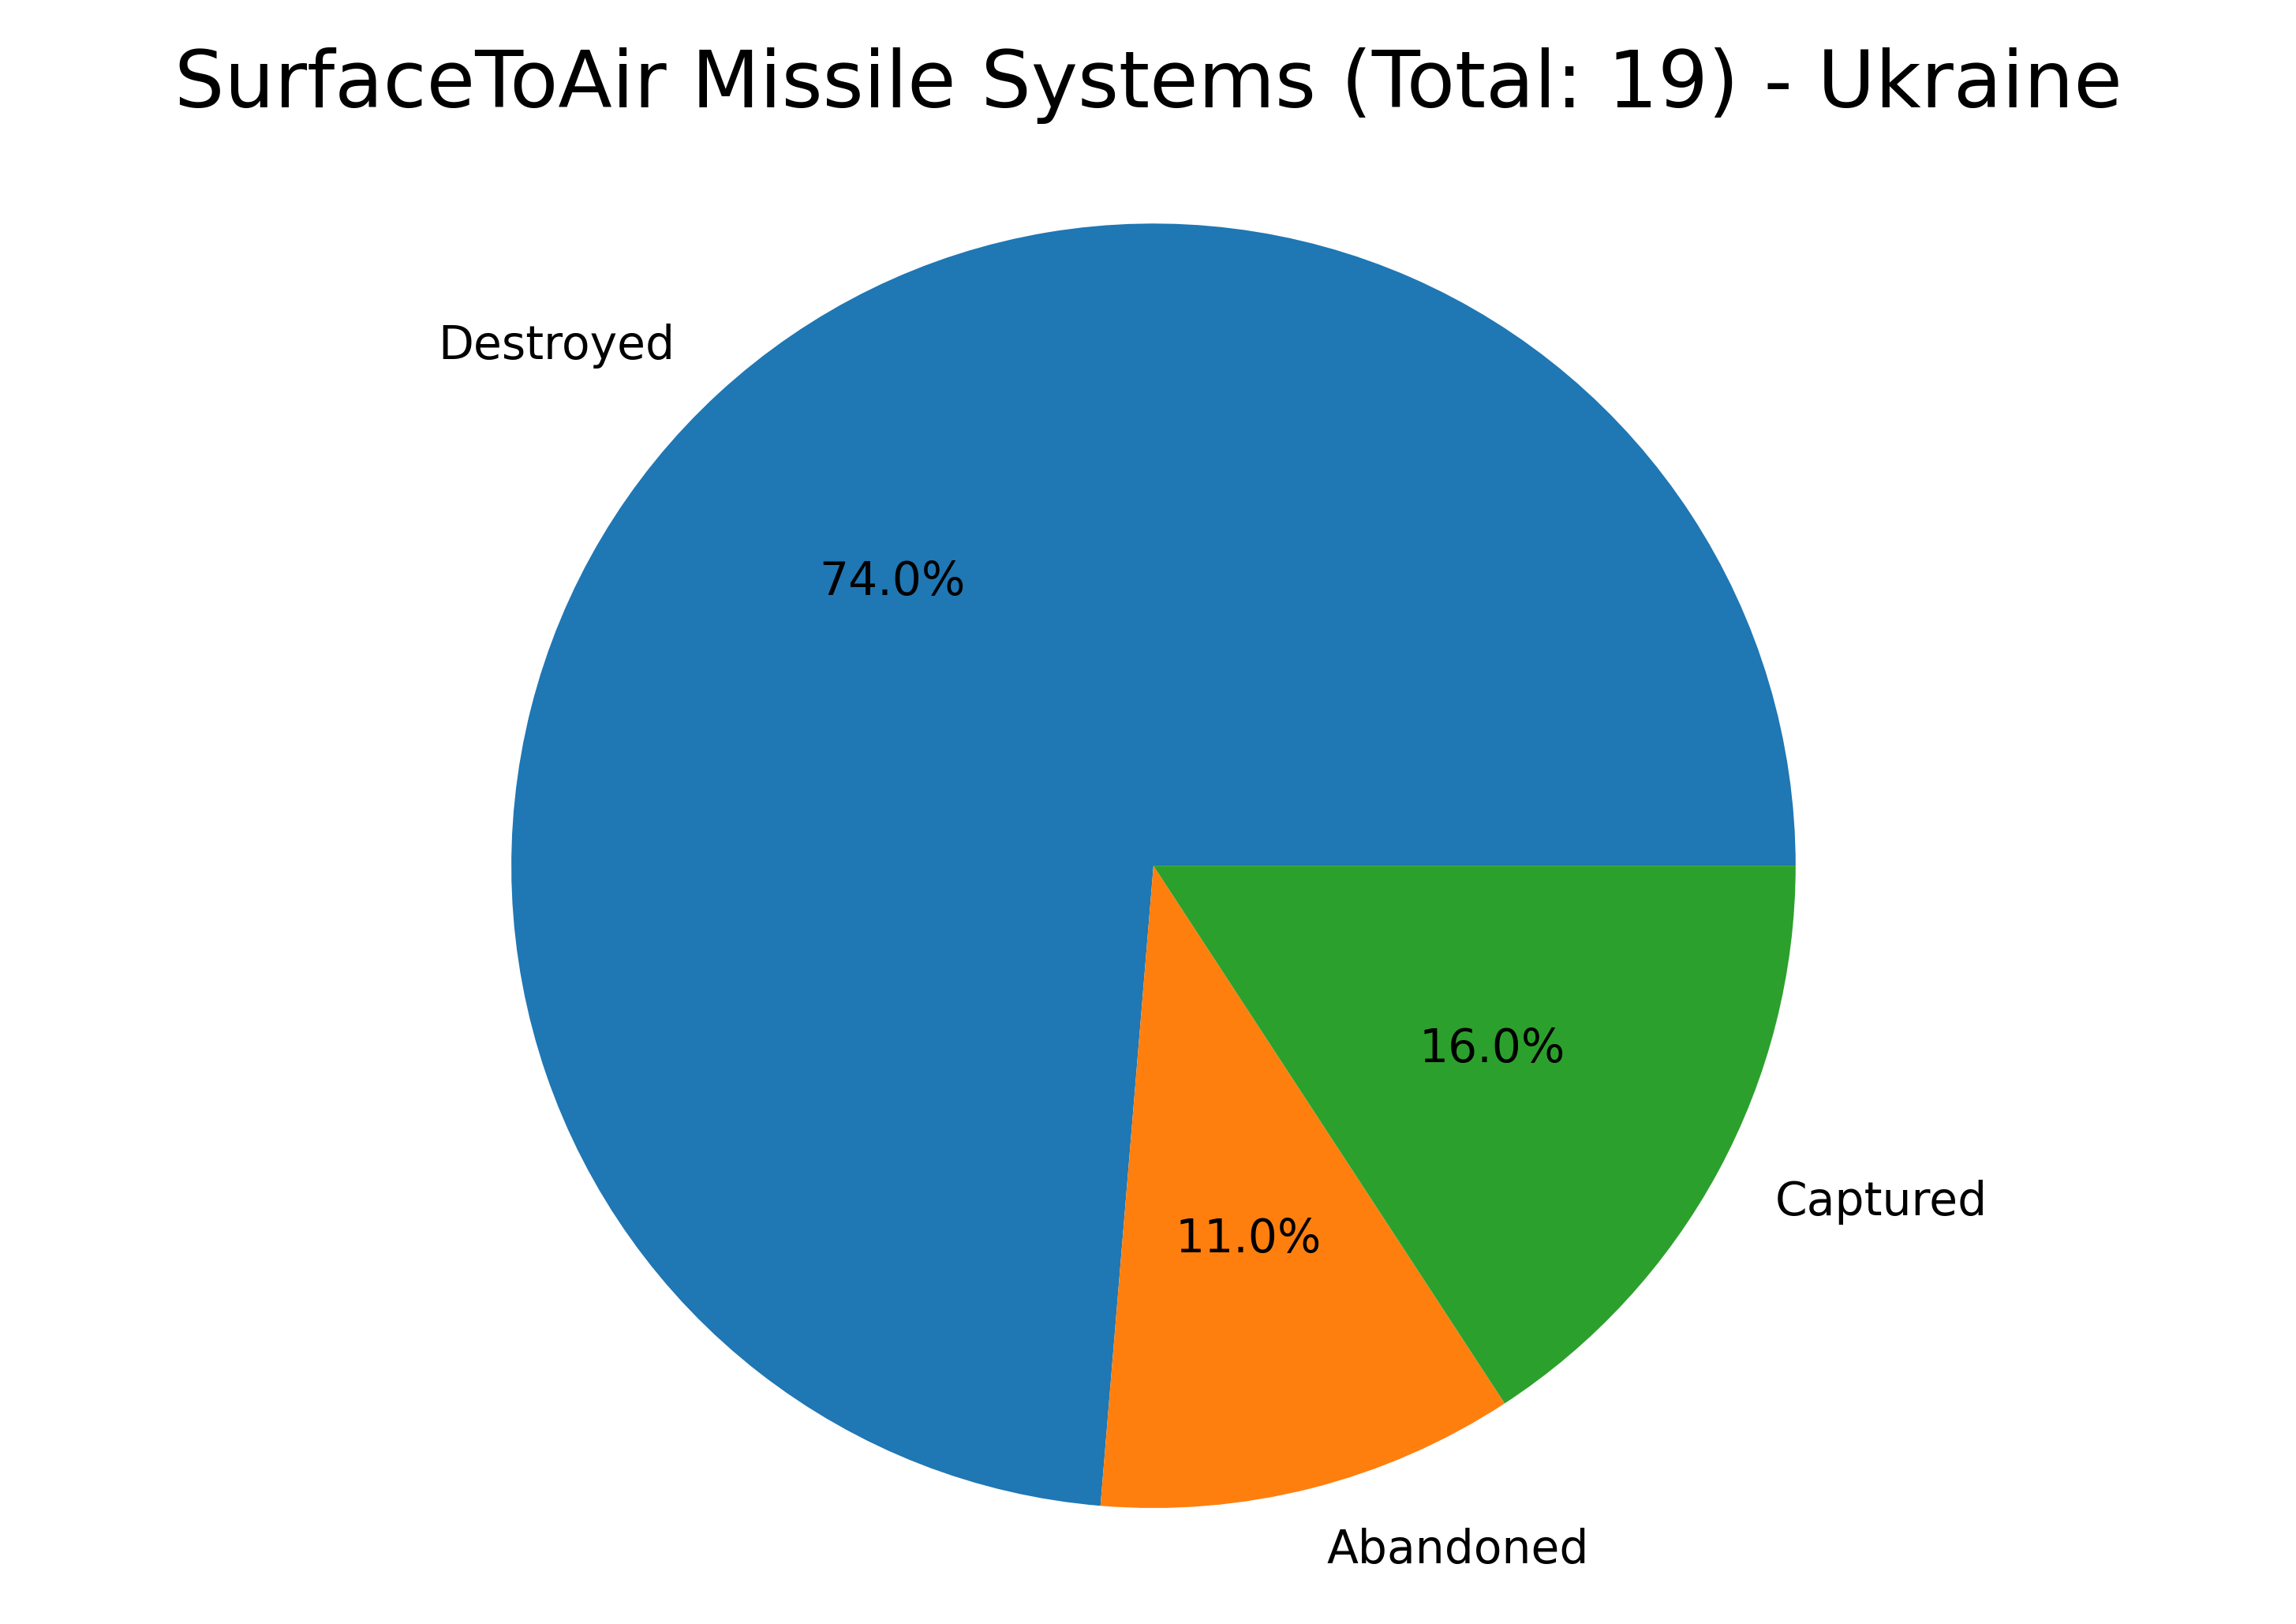 SurfaceToAir Missile Systems (Total: 19) - Ukraine
Destroyed
74.0%
16.0%
Captured
11.0%
Abandoned